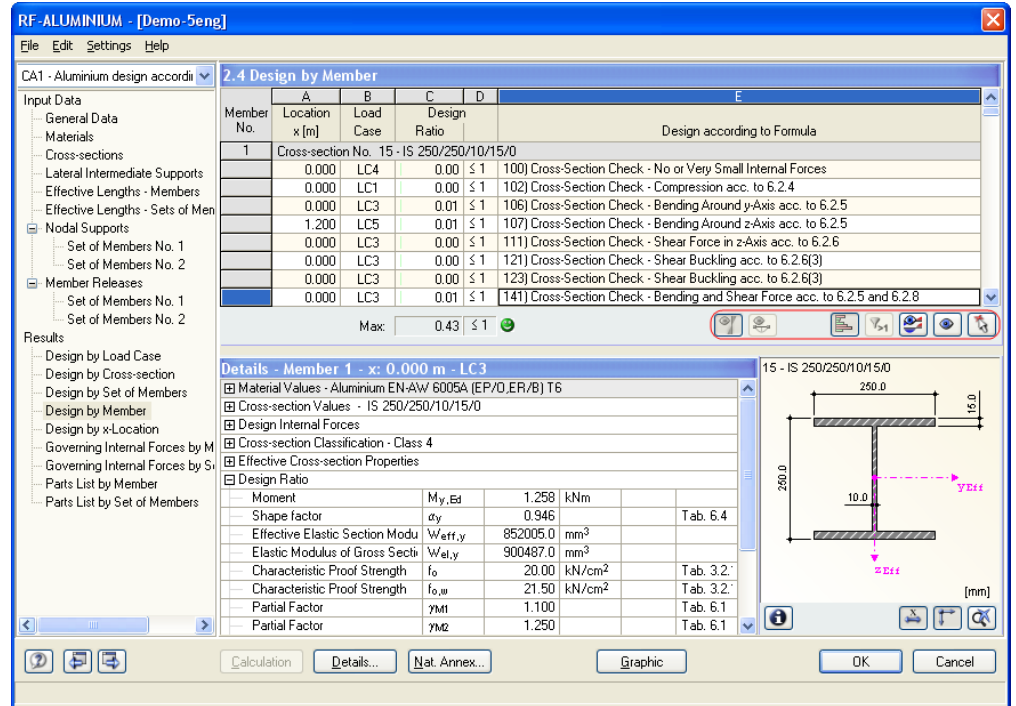 RF-ALUMINIUM - [Demo-5eng]
File Edit Settings Help
CA1 - Aluminium design accordi
Input Data
General Data
Materials
Cross-sections
Lateral Intermediate Supports
Effective Lengths - Members
Effective Lengths - Sets of Men
Nodal Supports
Set of Members No. 1
Set of Members No. 2
Member Releases
Set of Members No. 1
Set of Members No. 2
Results
Design by Load Case
Design by Cross-section
Design by Set of Members
Design by Member
Design by x-Location
Governing Internal Forces by M
Governing Internal Forces by S
Parts List by Member
Parts List by Set of Members
2.4 Design by Member
A B C D E
Member No. Location x [m] Load Case Design Ratio Design according to Formula
1 Cross-section No. 15 - IS 250/250/10/15/0
0.000 LC4 0.00 ≤ 1 100) Cross-Section Check - No or Very Small Internal Forces
0.000 LC1 0.00 ≤ 1 102) Cross-Section Check - Compression acc. to 6.2.4
0.000 LC3 0.01 ≤ 1 106) Cross-Section Check - Bending Around y-Axis acc. to 6.2.5
1.200 LC5 0.01 ≤ 1 107) Cross-Section Check - Bending Around z-Axis acc. to 6.2.5
0.000 LC3 0.00 ≤ 1 111) Cross-Section Check - Shear Force in z-Axis acc. to 6.2.6
0.000 LC3 0.00 ≤ 1 121) Cross-Section Check - Shear Buckling acc. to 6.2.6(3)
0.000 LC3 0.00 ≤ 1 123) Cross-Section Check - Shear Buckling acc. to 6.2.6(3)
0.000 LC3 0.01 ≤ 1 141) Cross-Section Check - Bending and Shear Force acc. to 6.2.5 and 6.2.8
Max: 0.43 ≤ 1
Details - Member 1 - x: 0.000 m - LC3
Material Values - Aluminium EN-AW 6005A (EP/O,ER/B) T6
Cross-section Values - IS 250/250/10/15/0
Design Internal Forces
Cross-section Classification - Class 4
Effective Cross-section Properties
Design Ratio
Moment My,Ed 1.258 kNm
Shape factor αy 0.946 Tab. 6.4
Effective Elastic Section Modu Weff,y 852005.0 mm3
Elastic Modulus of Gross Secti Wel,y 900487.0 mm3
Characteristic Proof Strength fo 20.00 kN/cm2 Tab. 3.2.
Characteristic Proof Strength fo,w 21.50 kN/cm2 Tab. 3.2.
Partial Factor γM1 1.100 Tab. 6.1
Partial Factor γM2 1.250 Tab. 6.1
15 - IS 250/250/10/15/0
250.0
15.0
250.0
10.0
yEff
zEff
[mm]
Calculation Details... Nat. Annex... Graphic OK Cancel